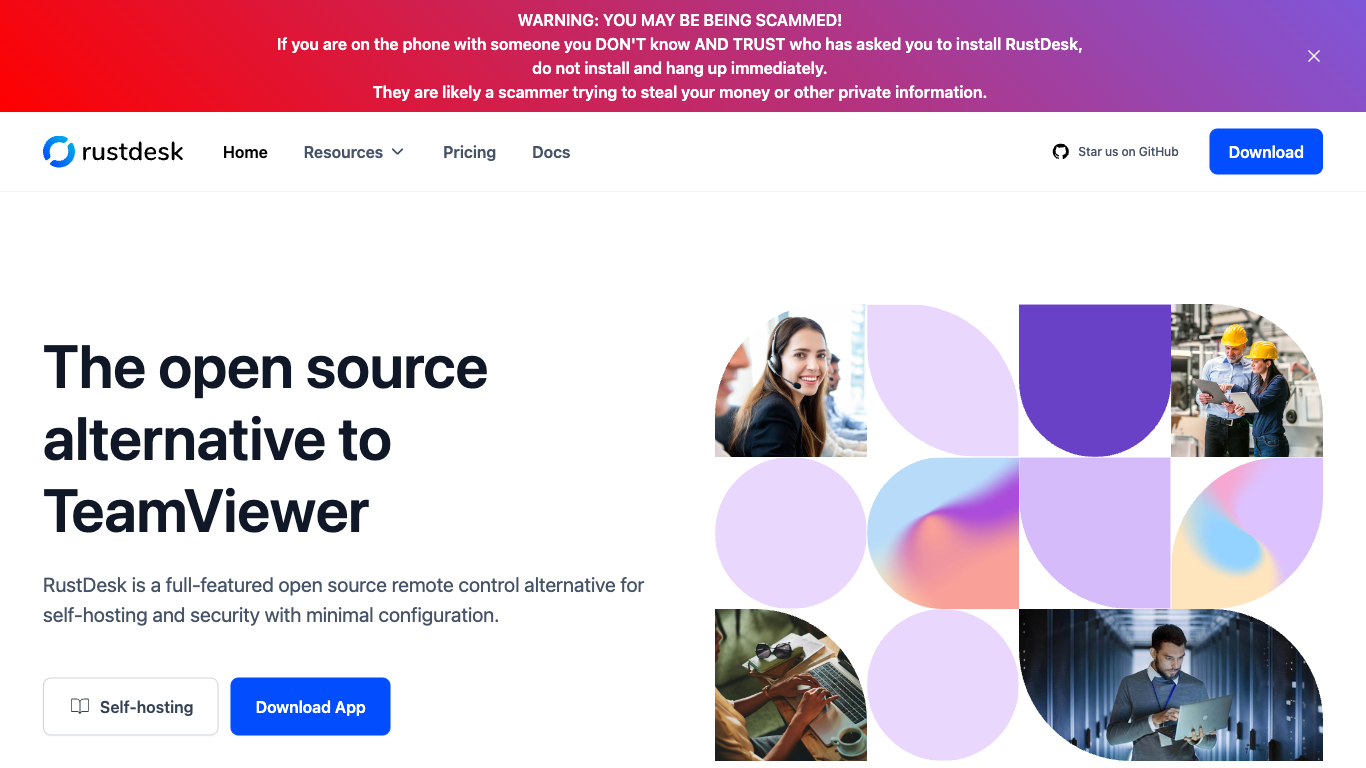 WARNING: YOU MAY BE BEING SCAMMED!
If you are on the phone with someone you DON'T know AND TRUST who has asked you to install RustDesk,
do not install and hang up immediately.
They are likely a scammer trying to steal your money or other private information.
rustdesk
Home
Resources
Pricing
Docs
Star us on GitHub
Download
The open source
alternative to
TeamViewer
RustDesk is a full-featured open source remote control alternative for
self-hosting and security with minimal configuration.
Self-hosting
Download App